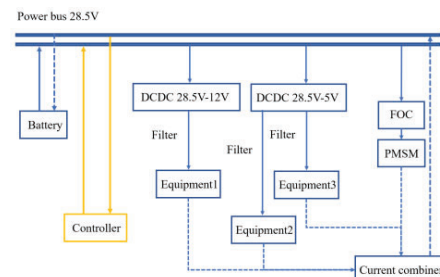 Power bus 28.5V
DCDC 28.5V-12V
DCDC 28.5V-5V
FOC
Battery
Filter
Filter
Filter
PMSM
Equipment1
Equipment3
Controller
Equipment2
Current combiner